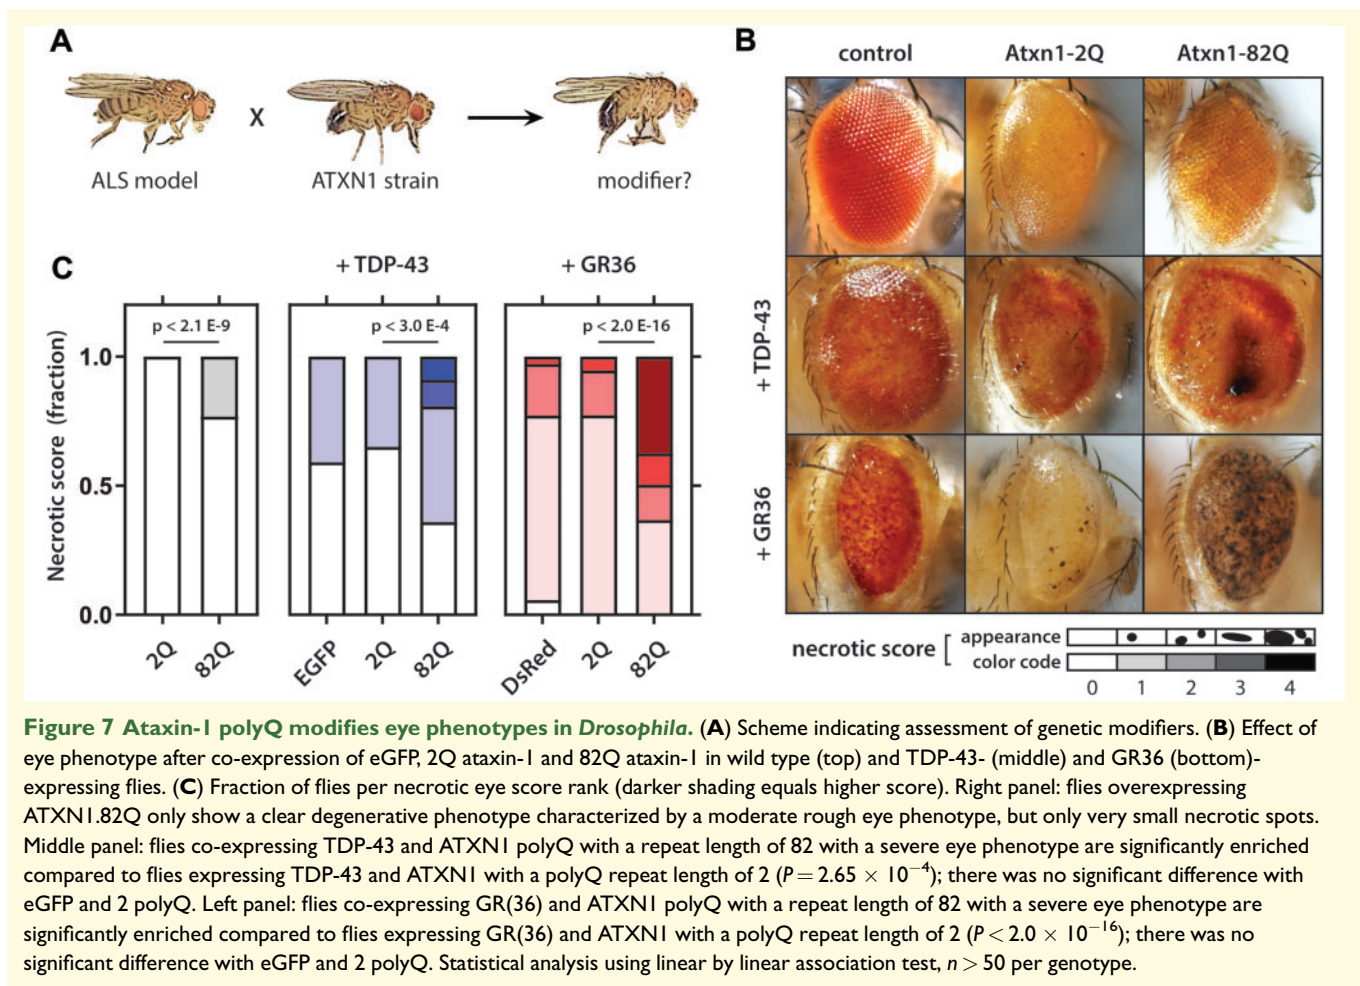 A
ALS model
X
ATXN1 strain
modifier?
B
control
Atxn1-2Q
Atxn1-82Q
+ TDP-43
+ GR36
necrotic score
appearance
color code
0 1 2 3 4
C
+ TDP-43
+ GR36
Necrotic score (fraction)
1.0
0.5
0.0
p < 2.1 E-9
p < 3.0 E-4
p < 2.0 E-16
2Q
82Q
EGFP
2Q
82Q
DsRed
2Q
82Q
Figure 7 Ataxin-1 polyQ modifies eye phenotypes in Drosophila. (A) Scheme indicating assessment of genetic modifiers. (B) Effect of
eye phenotype after co-expression of eGFP, 2Q ataxin-1 and 82Q ataxin-1 in wild type (top) and TDP-43- (middle) and GR36 (bottom)-
expressing flies. (C) Fraction of flies per necrotic eye score rank (darker shading equals higher score). Right panel: flies overexpressing
ATXN1.82Q only show a clear degenerative phenotype characterized by a moderate rough eye phenotype, but only very small necrotic spots.
Middle panel: flies co-expressing TDP-43 and ATXN1 polyQ with a repeat length of 82 with a severe eye phenotype are significantly enriched
compared to flies expressing TDP-43 and ATXN1 with a polyQ repeat length of 2 (P = 2.65 × 10⁻⁴); there was no significant difference with
eGFP and 2 polyQ. Left panel: flies co-expressing GR(36) and ATXN1 polyQ with a repeat length of 82 with a severe eye phenotype are
significantly enriched compared to flies expressing GR(36) and ATXN1 with a polyQ repeat length of 2 (P < 2.0 × 10⁻¹⁶); there was no
significant difference with eGFP and 2 polyQ. Statistical analysis using linear by linear association test, n > 50 per genotype.